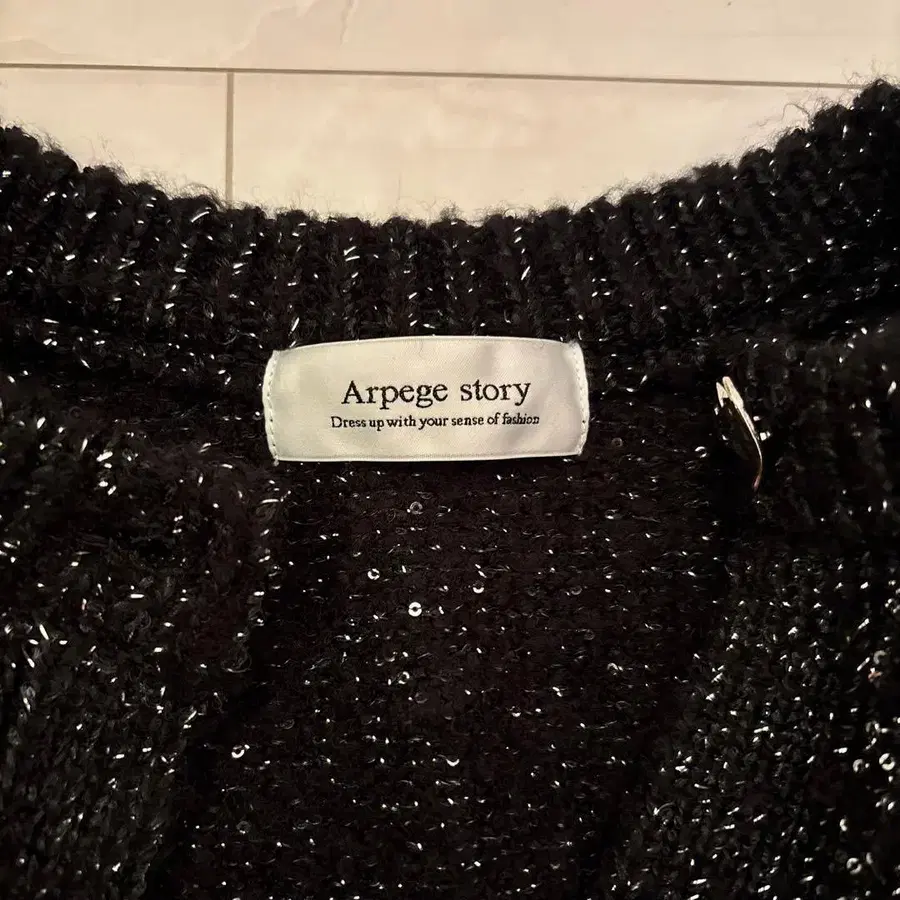 Arpege story
Dress up with your sense of fashion